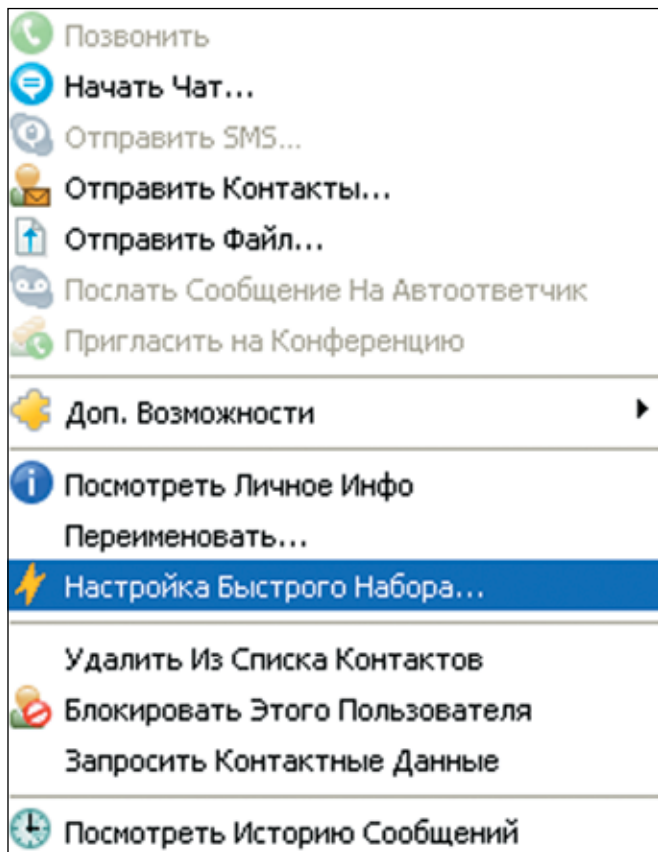 Позвонить
Начать Чат...
Отправить SMS...
Отправить Контакты...
Отправить Файл...
Послать Сообщение На Автоответчик
Пригласить на Конференцию
Доп. Возможности
Посмотреть Личное Инфо
Переименовать...
Настройка Быстрого Набора...
Удалить Из Списка Контактов
Блокировать Этого Пользователя
Запросить Контактные Данные
Посмотреть Историю Сообщений